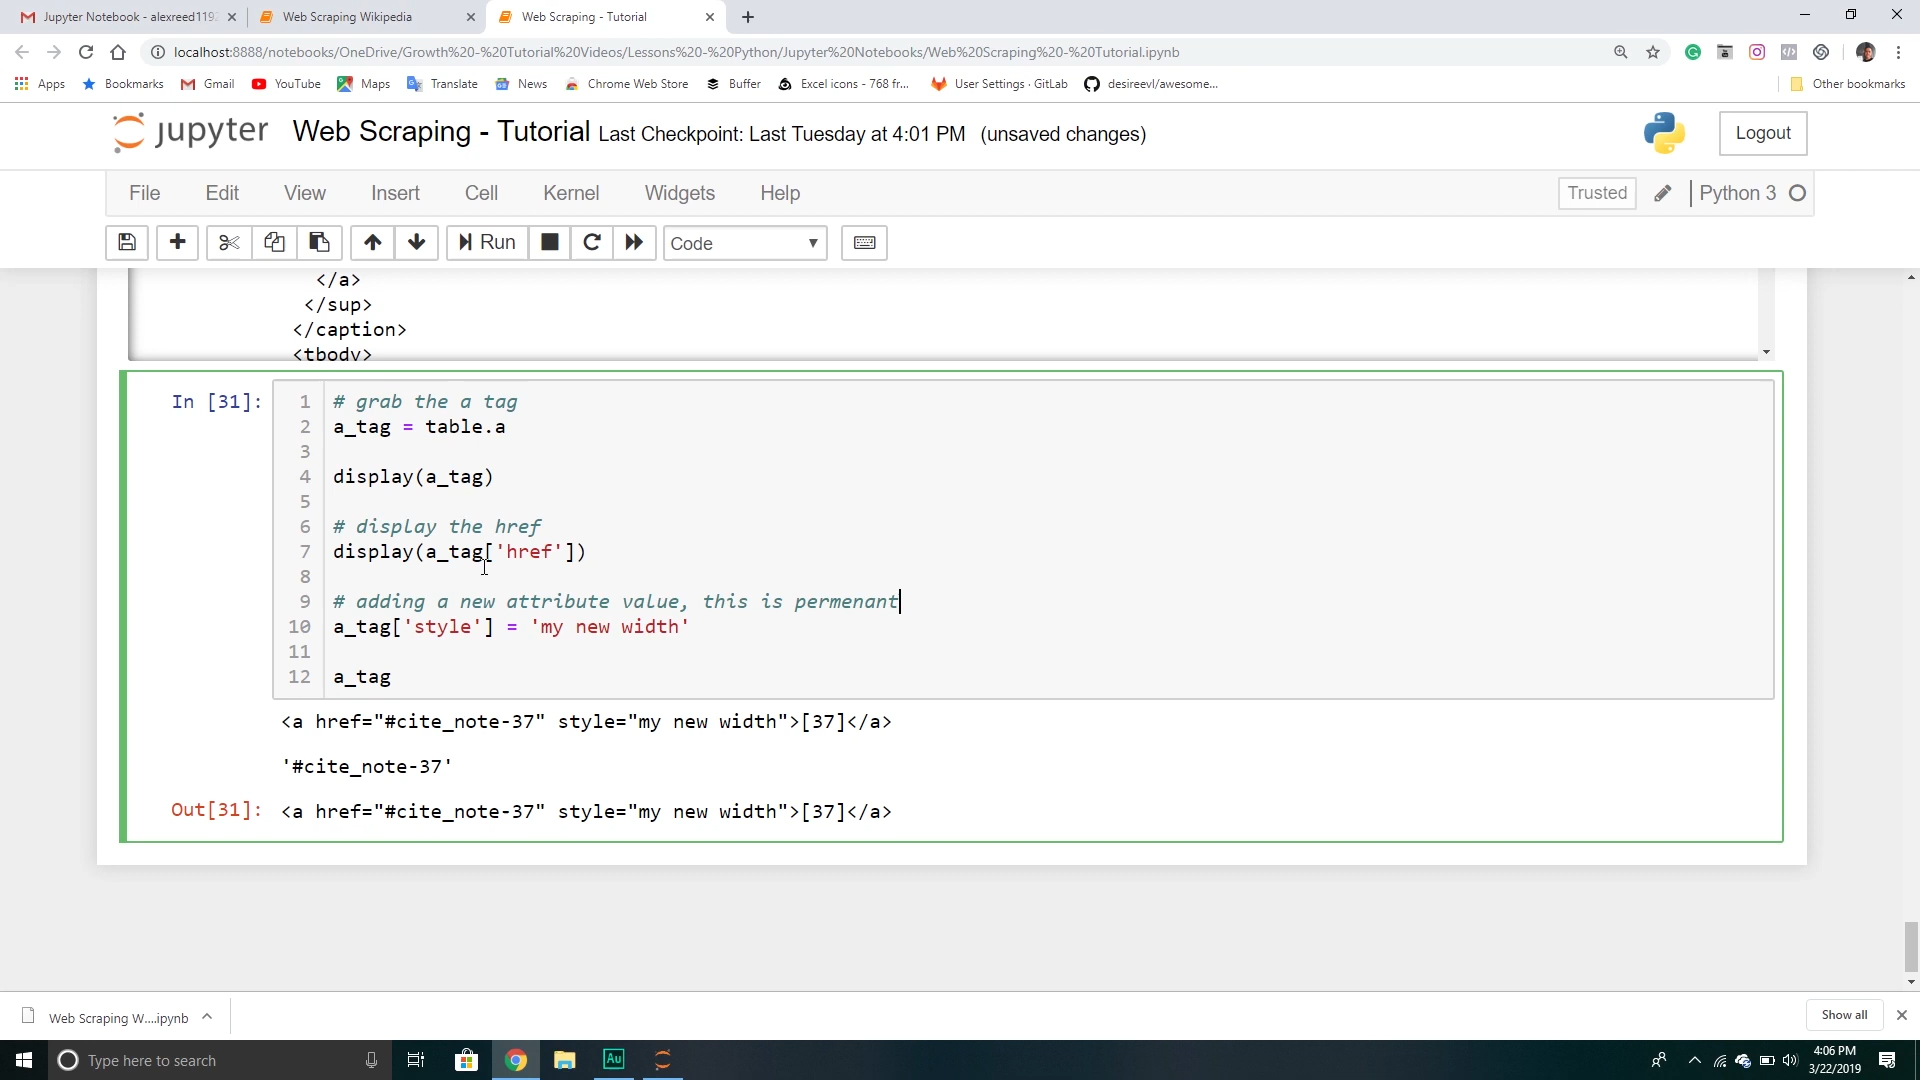 Jupyter Notebook - alexreed119
Web Scraping Wikipedia
Web Scraping - Tutorial
localhost:8888/notebooks/OneDrive/Growth%20-%20Tutorial%20Videos/Lessons%20-%20Python/Jupyter%20Notebooks/Web%20Scraping%20-%20Tutorial.ipynb
Apps Bookmarks Gmail YouTube Maps Translate News Chrome Web Store Buffer Excel icons - 768 fr... User Settings · GitLab desireevl/awesome... Other bookmarks
jupyter Web Scraping - Tutorial Last Checkpoint: Last Tuesday at 4:01 PM (unsaved changes) Logout
File Edit View Insert Cell Kernel Widgets Help Trusted Python 3
Run Code
</a>
</sup>
</caption>
<tbody>
In [31]:
1 # grab the a tag
2 a_tag = table.a
3
4 display(a_tag)
5
6 # display the href
7 display(a_tag['href'])
8
9 # adding a new attribute value, this is permenant
10 a_tag['style'] = 'my new width'
11
12 a_tag
<a href="#cite_note-37" style="my new width">[37]</a>
'#cite_note-37'
Out[31]: <a href="#cite_note-37" style="my new width">[37]</a>
Web Scraping W....ipynb Show all
Type here to search Au 4:06 PM
3/22/2019